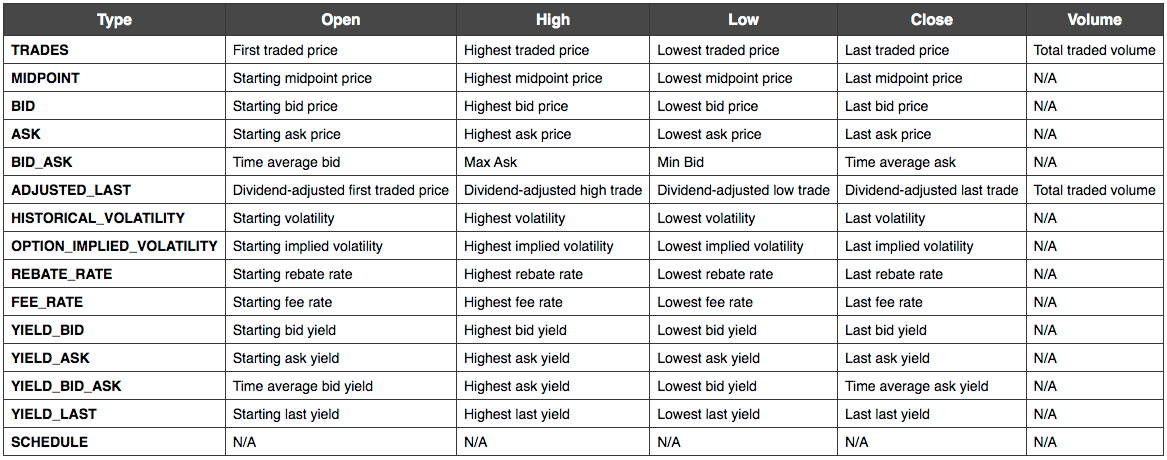 Type Open High Low Close Volume
TRADES First traded price Highest traded price Lowest traded price Last traded price Total traded volume
MIDPOINT Starting midpoint price Highest midpoint price Lowest midpoint price Last midpoint price N/A
BID Starting bid price Highest bid price Lowest bid price Last bid price N/A
ASK Starting ask price Highest ask price Lowest ask price Last ask price N/A
BID_ASK Time average bid Max Ask Min Bid Time average ask N/A
ADJUSTED_LAST Dividend-adjusted first traded price Dividend-adjusted high trade Dividend-adjusted low trade Dividend-adjusted last trade Total traded volume
HISTORICAL_VOLATILITY Starting volatility Highest volatility Lowest volatility Last volatility N/A
OPTION_IMPLIED_VOLATILITY Starting implied volatility Highest implied volatility Lowest implied volatility Last implied volatility N/A
REBATE_RATE Starting rebate rate Highest rebate rate Lowest rebate rate Last rebate rate N/A
FEE_RATE Starting fee rate Highest fee rate Lowest fee rate Last fee rate N/A
YIELD_BID Starting bid yield Highest bid yield Lowest bid yield Last bid yield N/A
YIELD_ASK Starting ask yield Highest ask yield Lowest ask yield Last ask yield N/A
YIELD_BID_ASK Time average bid yield Highest ask yield Lowest bid yield Time average ask yield N/A
YIELD_LAST Starting last yield Highest last yield Lowest last yield Last last yield N/A
SCHEDULE N/A N/A N/A N/A N/A